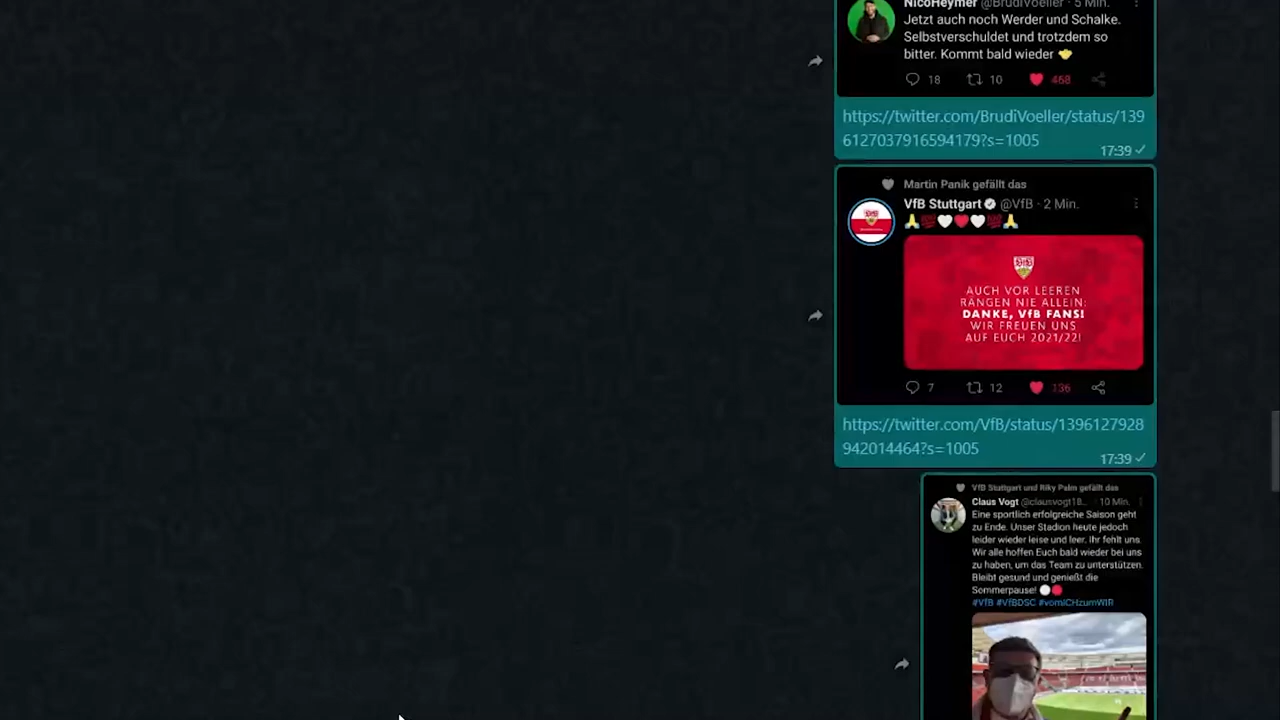 NicoHeymer @BrudiVoeller · 5 Min.
Jetzt auch noch Werder und Schalke.
Selbstverschuldet und trotzdem so
bitter. Kommt bald wieder
18 10 468
https://twitter.com/BrudiVoeller/status/139
6127037916594179?s=1005
17:39
Martin Panik gefällt das
VfB Stuttgart @VfB · 2 Min.
AUCH VOR LEEREN
RÄNGEN NIE ALLEIN:
DANKE, VfB FANS!
WIR FREUEN UNS
AUF EUCH 2021/22!
7 12 136
https://twitter.com/VfB/status/1396127928
942014464?s=1005
17:39
VfB Stuttgart und Riky Palm gefällt das
Claus Vogt @clausvogt18... · 10 Min.
Eine sportlich erfolgreiche Saison geht
zu Ende. Unser Stadion heute jedoch
leider wieder leise und leer. Ihr fehlt uns.
Wir alle hoffen Euch bald wieder bei uns
zu haben, um das Team zu unterstützen.
Bleibt gesund und genießt die
Sommerpause!
#VfB #VfBDSC #vomICHzumWIR